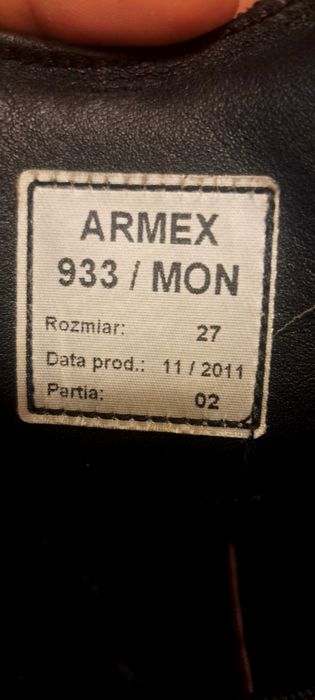 ARMEX
933 / MON
Rozmiar: 27
Data prod.: 11 / 2011
Partia: 02